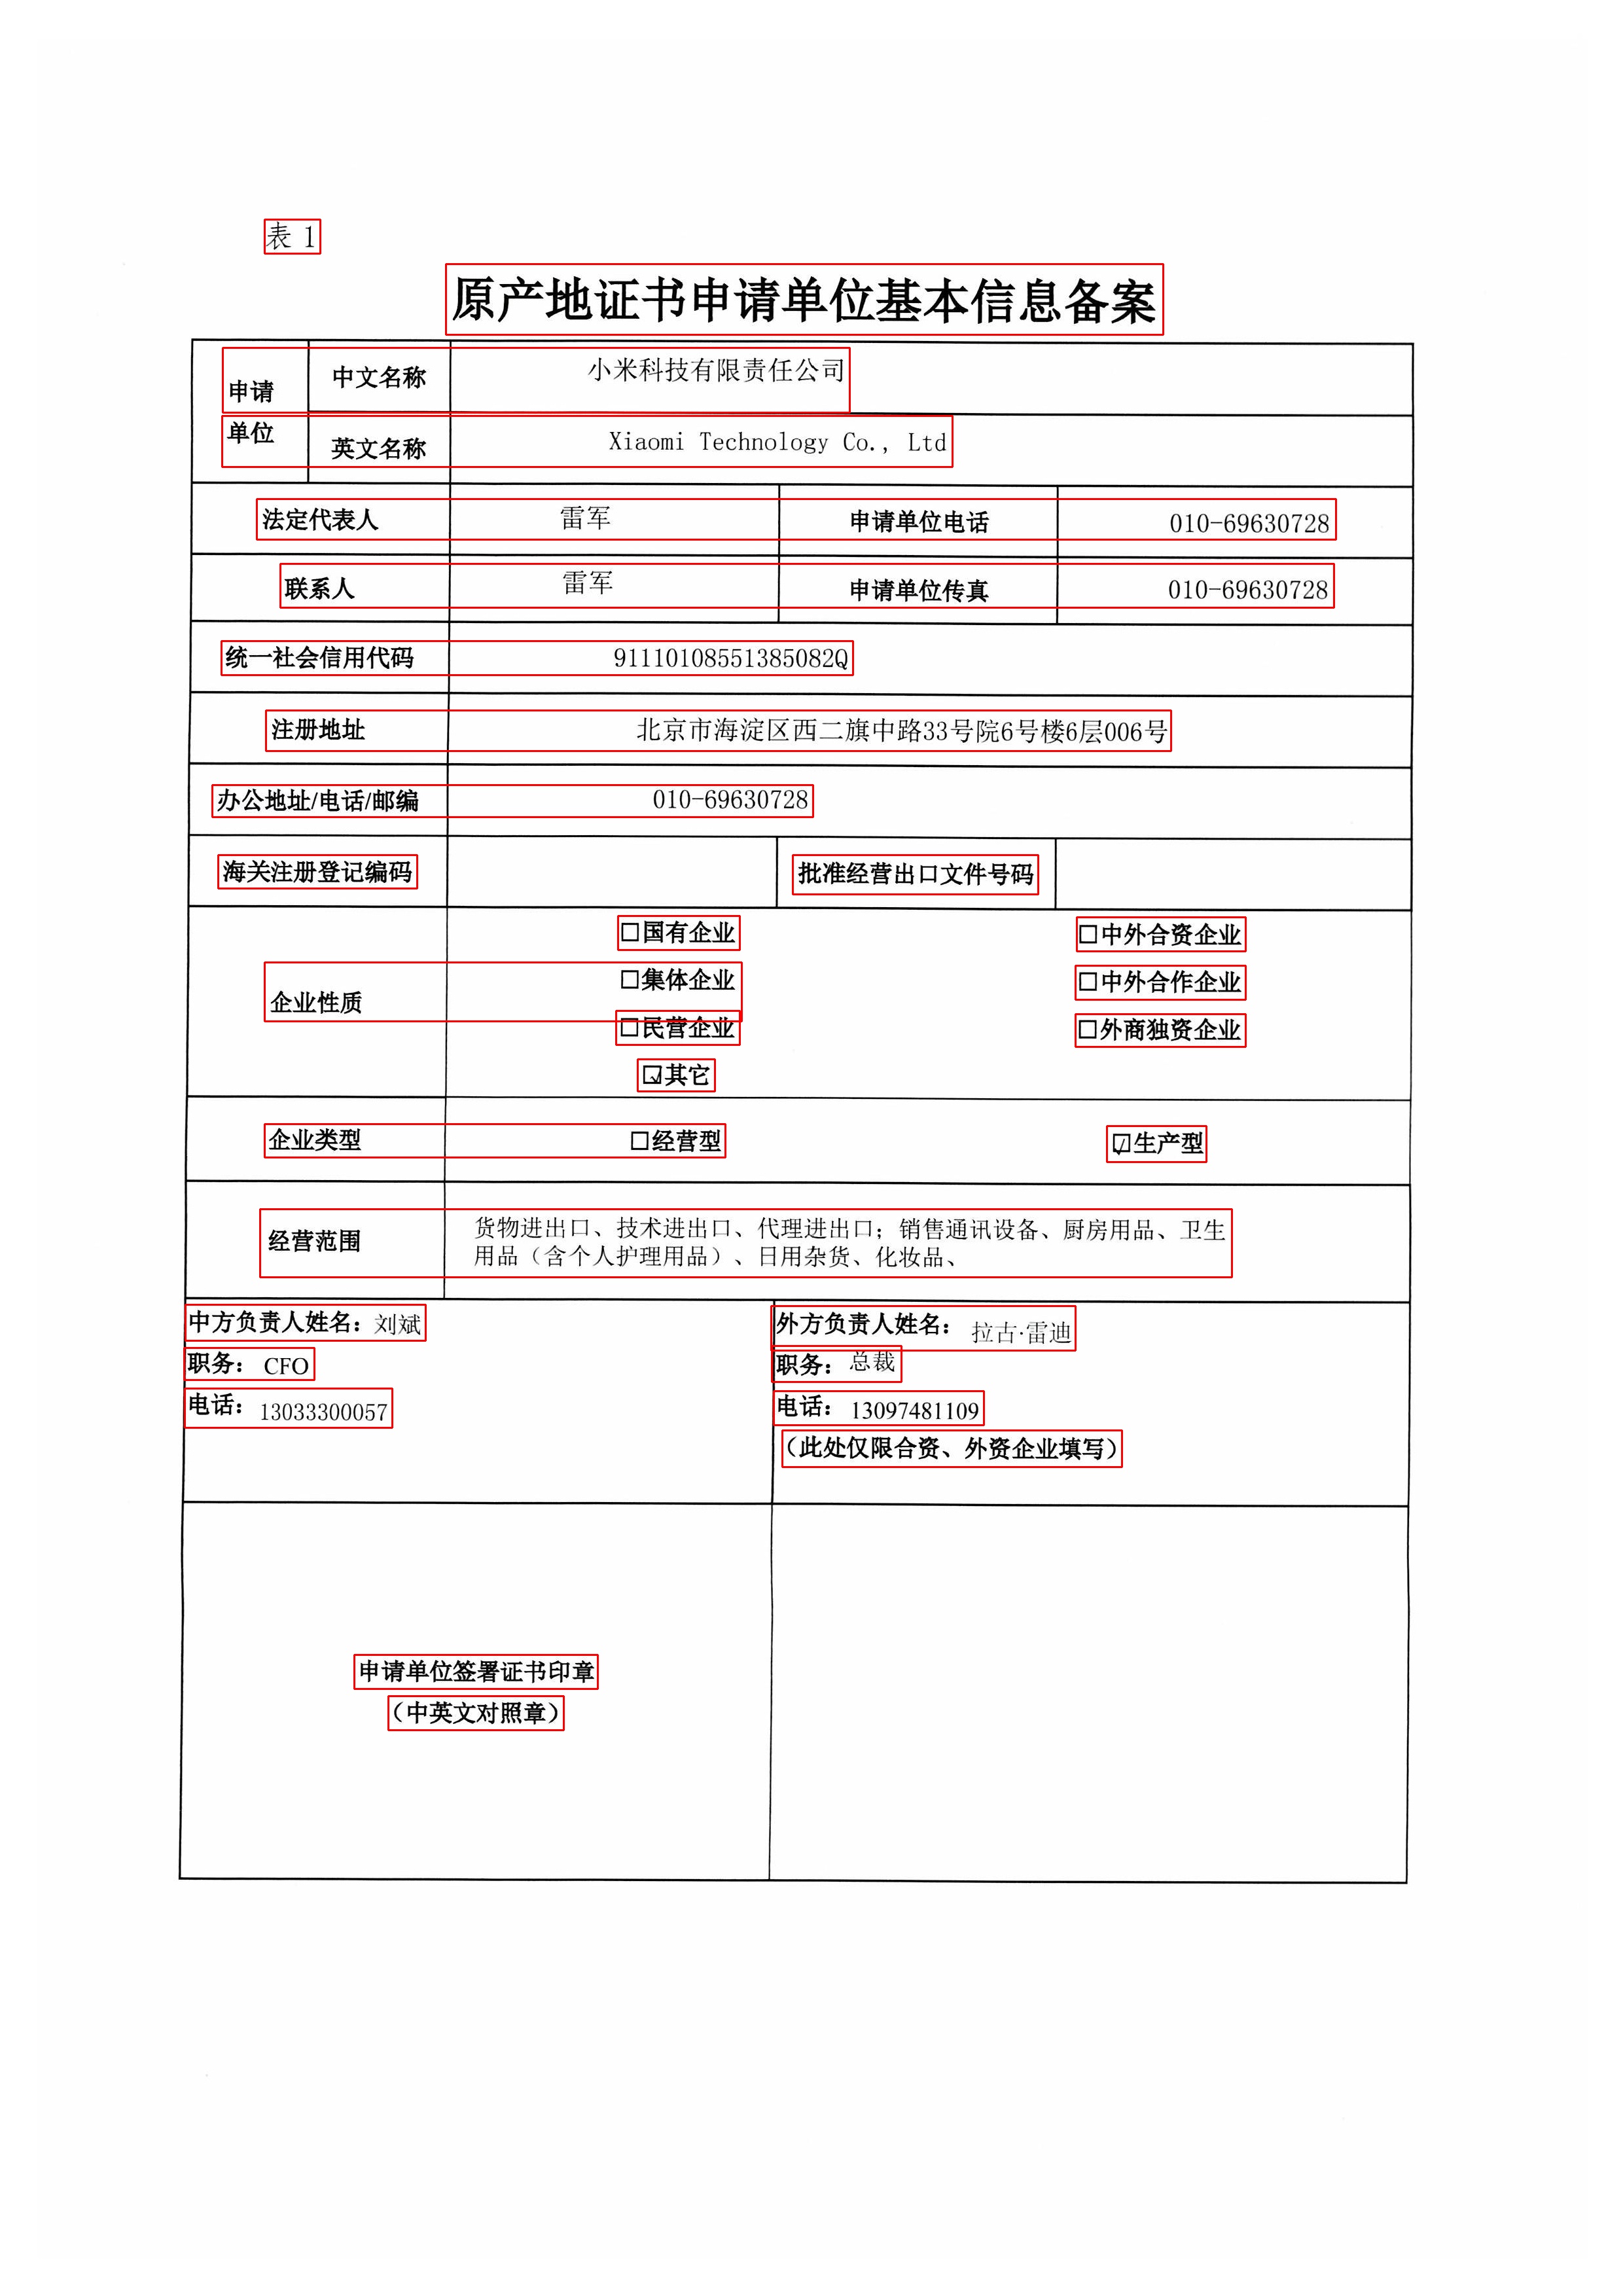 表 1
原产地证书申请单位基本信息备案
申请 中文名称 小米科技有限责任公司
单位 英文名称 Xiaomi Technology Co., Ltd
法定代表人 雷军 申请单位电话 010-69630728
联系人 雷军 申请单位传真 010-69630728
统一社会信用代码 91110108551385082Q
注册地址 北京市海淀区西二旗中路33号院6号楼6层006号
办公地址/电话/邮编 010-69630728
海关注册登记编码 批准经营出口文件号码
□国有企业 □中外合资企业
□集体企业 □中外合作企业
企业性质
□民营企业 □外商独资企业
☑其它
企业类型 □经营型 ☑生产型
经营范围
货物进出口、技术进出口、代理进出口；销售通讯设备、厨房用品、卫生
用品（含个人护理用品）、日用杂货、化妆品、
中方负责人姓名：刘斌
职务：CFO
电话：13033300057
外方负责人姓名：拉古·雷迪
职务：总裁
电话：13097481109
（此处仅限合资、外资企业填写）
申请单位签署证书印章
（中英文对照章）